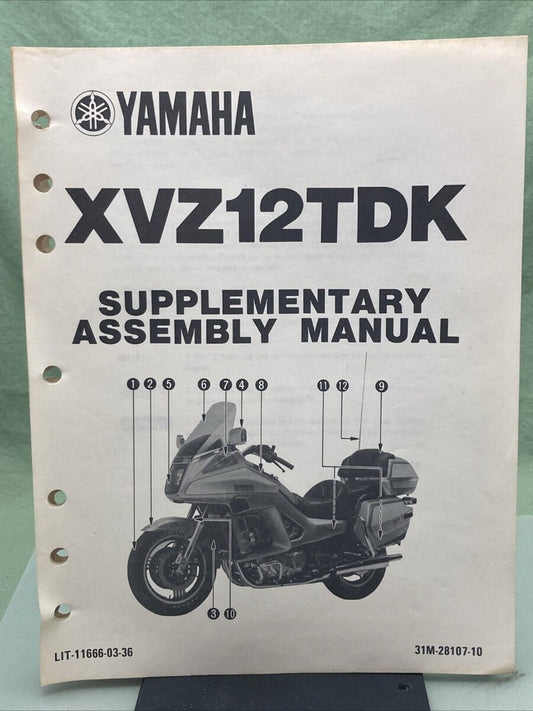 YAMAHA
XVZ12TDK
SUPPLEMENTARY
ASSEMBLY MANUAL
1 2 5 6 7 4 8 11 12 9
3 10
LIT-11666-03-36 31M-28107-10